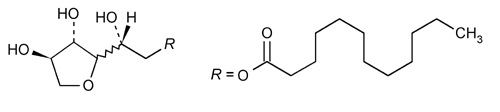 HO HO H
HO R
O
O
R = O
CH₃